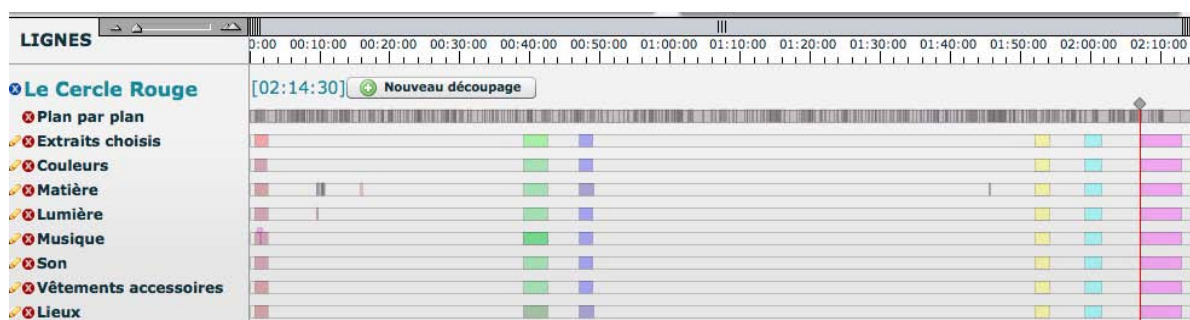 LIGNES
0:00 00:10:00 00:20:00 00:30:00 00:40:00 00:50:00 01:00:00 01:10:00 01:20:00 01:30:00 01:40:00 01:50:00 02:00:00 02:10:00
Le Cercle Rouge [02:14:30] Nouveau découpage
Plan par plan
Extraits choisis
Couleurs
Matière
Lumière
Musique
Son
Vêtements accessoires
Lieux